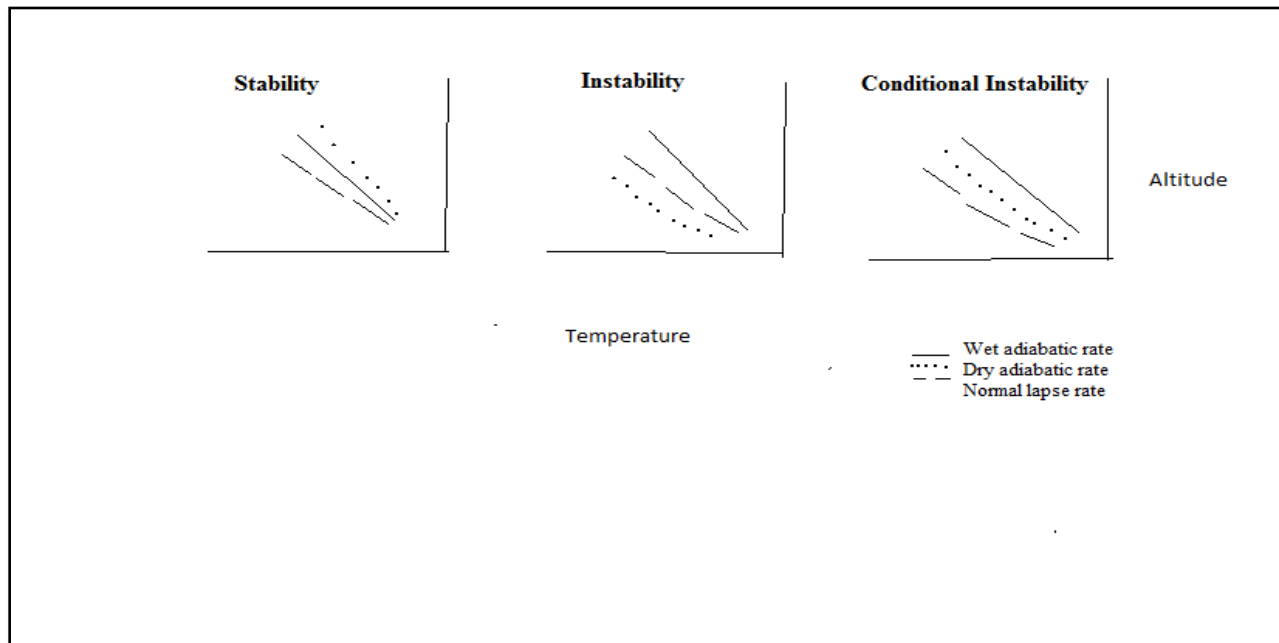 Stability
Instability
Conditional Instability
Altitude
Temperature
Wet adiabatic rate
Dry adiabatic rate
Normal lapse rate